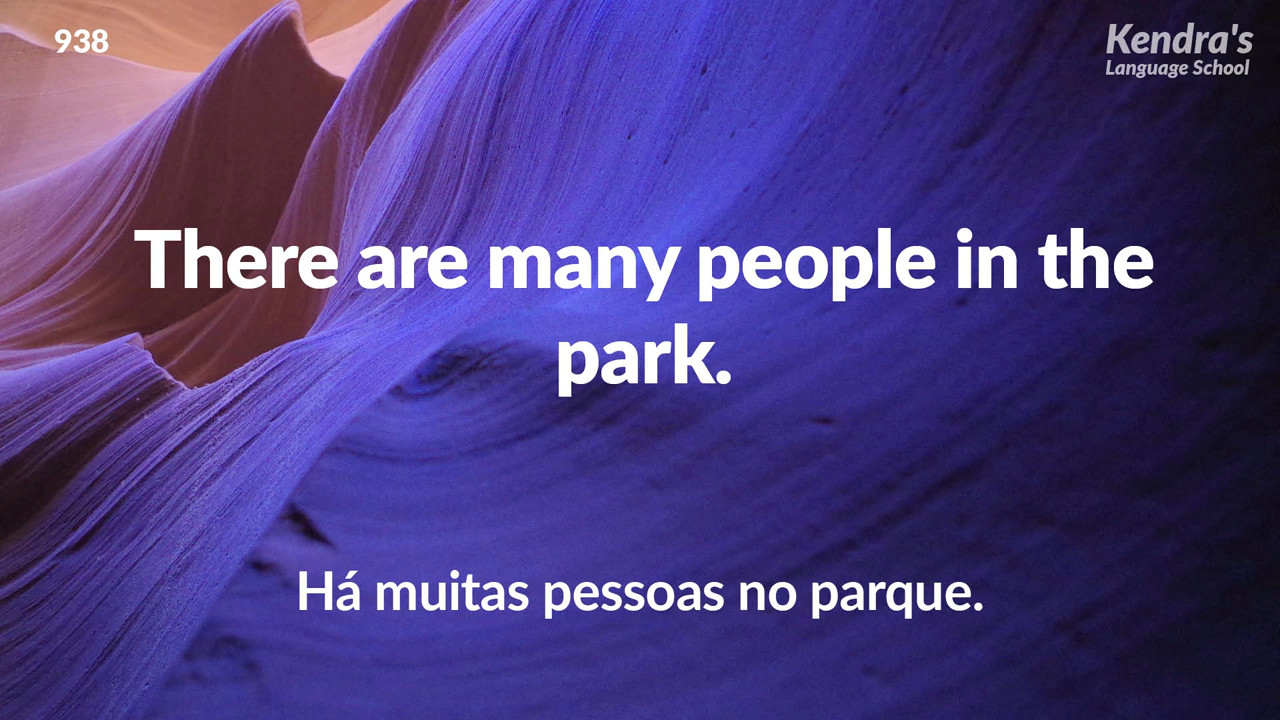 938
Kendra's
Language School
There are many people in the
park.
Há muitas pessoas no parque.